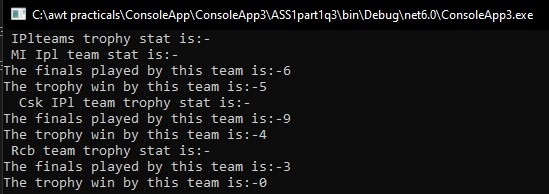 C:\awt practicals\ConsoleApp\ConsoleApp3\ASS1part1q3\bin\Debug\net6.0\ConsoleApp3.exe
IPlteams trophy stat is:-
MI Ipl team stat is:-
The finals played by this team is:-6
The trophy win by this team is:-5
Csk IPl team trophy stat is:-
The finals played by this team is:-9
The trophy win by this team is:-4
Rcb team trophy stat is:-
The finals played by this team is:-3
The trophy win by this team is:-0